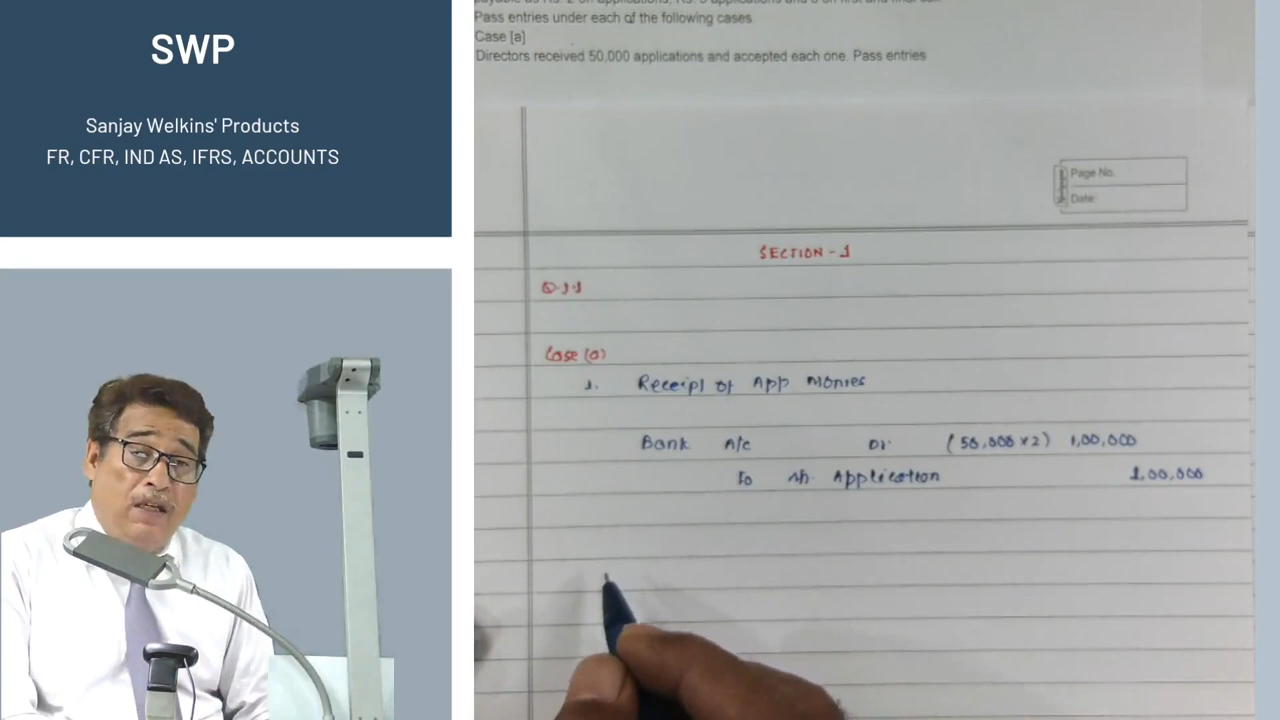 SWP
Sanjay Welkins' Products
FR, CFR, IND AS, IFRS, ACCOUNTS
Pass entries under each of the following cases
Case [a]
Directors received 50,000 applications and accepted each one. Pass entries
Page No.
Date:
SECTION - 1
Q.1.1
Case (a)
1. Receipt of App Monies
Bank A/c Dr. (50,000 x 2) 1,00,000
To sh. Application 1,00,000